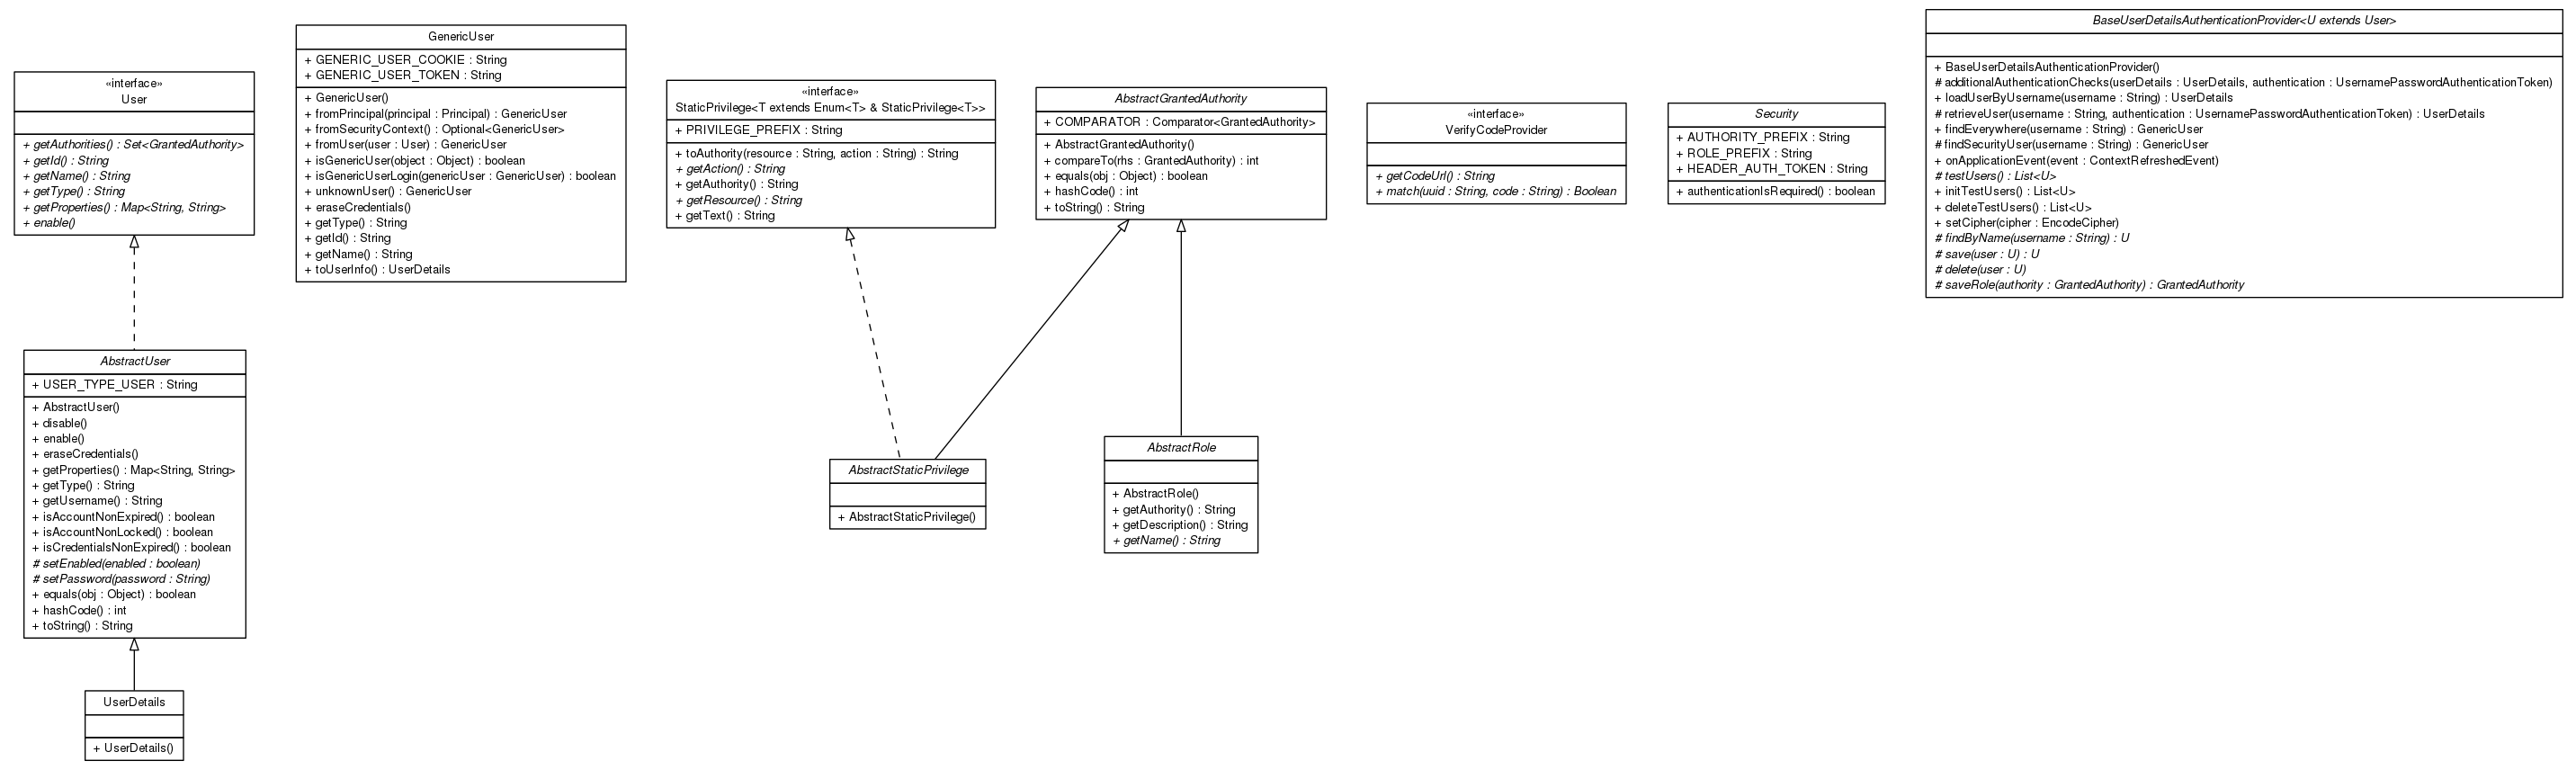 «interface»
User
+ getAuthorities() : Set<GrantedAuthority>
+ getId() : String
+ getName() : String
+ getType() : String
+ getProperties() : Map<String, String>
+ enable()
AbstractUser
+ USER_TYPE_USER : String
+ AbstractUser()
+ disable()
+ enable()
+ eraseCredentials()
+ getProperties() : Map<String, String>
+ getType() : String
+ getUsername() : String
+ isAccountNonExpired() : boolean
+ isAccountNonLocked() : boolean
+ isCredentialsNonExpired() : boolean
# setEnabled(enabled : boolean)
# setPassword(password : String)
+ equals(obj : Object) : boolean
+ hashCode() : int
+ toString() : String
UserDetails
+ UserDetails()
GenericUser
+ GENERIC_USER_COOKIE : String
+ GENERIC_USER_TOKEN : String
+ GenericUser()
+ fromPrincipal(principal : Principal) : GenericUser
+ fromSecurityContext() : Optional<GenericUser>
+ fromUser(user : User) : GenericUser
+ isGenericUser(object : Object) : boolean
+ isGenericUserLogin(genericUser : GenericUser) : boolean
+ unknownUser() : GenericUser
+ eraseCredentials()
+ getType() : String
+ getId() : String
+ getName() : String
+ toUserInfo() : UserDetails
«interface»
StaticPrivilege<T extends Enum<T> & StaticPrivilege<T>>
+ PRIVILEGE_PREFIX : String
+ toAuthority(resource : String, action : String) : String
+ getAction() : String
+ getAuthority() : String
+ getResource() : String
+ getText() : String
AbstractStaticPrivilege
+ AbstractStaticPrivilege()
AbstractGrantedAuthority
+ COMPARATOR : Comparator<GrantedAuthority>
+ AbstractGrantedAuthority()
+ compareTo(rhs : GrantedAuthority) : int
+ equals(obj : Object) : boolean
+ hashCode() : int
+ toString() : String
AbstractRole
+ AbstractRole()
+ getAuthority() : String
+ getDescription() : String
+ getName() : String
«interface»
VerifyCodeProvider
+ getCodeUrl() : String
+ match(uuid : String, code : String) : Boolean
Security
+ AUTHORITY_PREFIX : String
+ ROLE_PREFIX : String
+ HEADER_AUTH_TOKEN : String
+ authenticationIsRequired() : boolean
BaseUserDetailsAuthenticationProvider<U extends User>
+ BaseUserDetailsAuthenticationProvider()
# additionalAuthenticationChecks(userDetails : UserDetails, authentication : UsernamePasswordAuthenticationToken)
+ loadUserByUsername(username : String) : UserDetails
# retrieveUser(username : String, authentication : UsernamePasswordAuthenticationToken) : UserDetails
+ findEverywhere(username : String) : GenericUser
# findSecurityUser(username : String) : GenericUser
+ onApplicationEvent(event : ContextRefreshedEvent)
# testUsers() : List<U>
+ initTestUsers() : List<U>
+ deleteTestUsers() : List<U>
+ setCipher(cipher : EncodeCipher)
# findByName(username : String) : U
# save(user : U) : U
# delete(user : U)
# saveRole(authority : GrantedAuthority) : GrantedAuthority